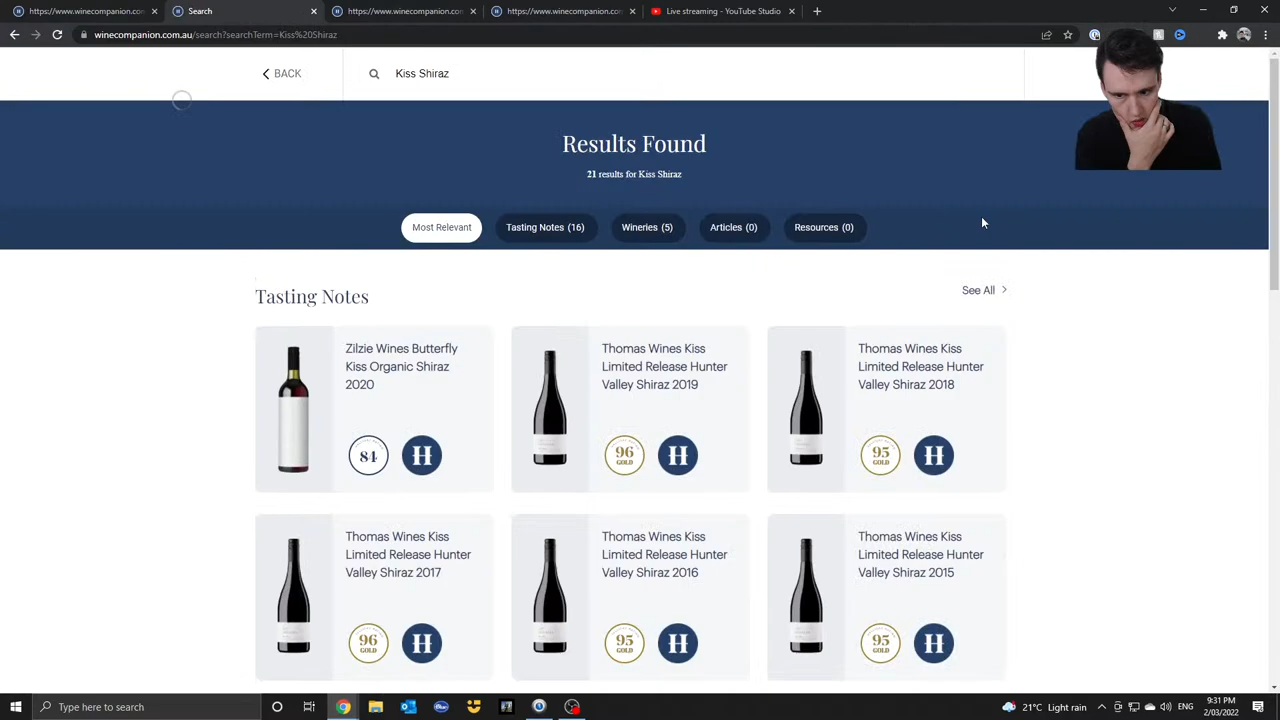 https://www.winecompanion.com.au/
Search
https://www.winecompanion.com.au/
https://www.winecompanion.com.au/
Live streaming - YouTube Studio
winecompanion.com.au/search?searchTerm=Kiss%20Shiraz
BACK
Kiss Shiraz
Results Found
21 results for Kiss Shiraz
Most Relevant
Tasting Notes (16)
Wineries (5)
Articles (0)
Resources (0)
Tasting Notes
See All
Zilzie Wines Butterfly
Kiss Organic Shiraz
2020
84
H
Thomas Wines Kiss
Limited Release Hunter
Valley Shiraz 2019
96
GOLD
H
Thomas Wines Kiss
Limited Release Hunter
Valley Shiraz 2018
95
GOLD
H
Thomas Wines Kiss
Limited Release Hunter
Valley Shiraz 2017
96
GOLD
H
Thomas Wines Kiss
Limited Release Hunter
Valley Shiraz 2016
95
GOLD
H
Thomas Wines Kiss
Limited Release Hunter
Valley Shiraz 2015
95
GOLD
H
Type here to search
21°C Light rain
ENG
9:31 PM
2/03/2022